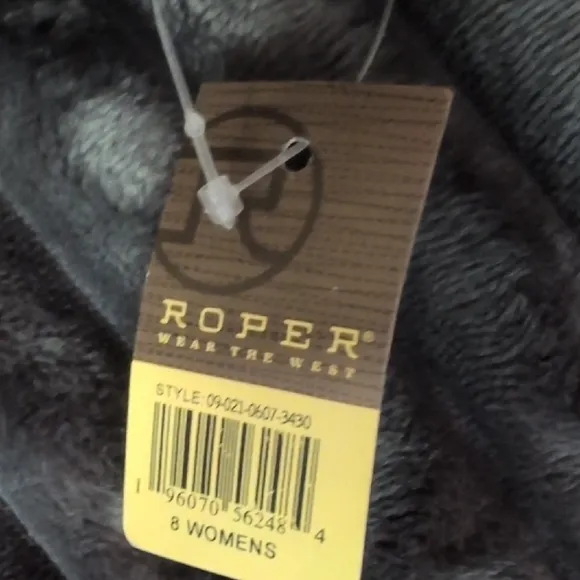 ROPER®
WEAR THE WEST
STYLE: 09-021-0607-3430
1 96070 56248 4
8 WOMENS